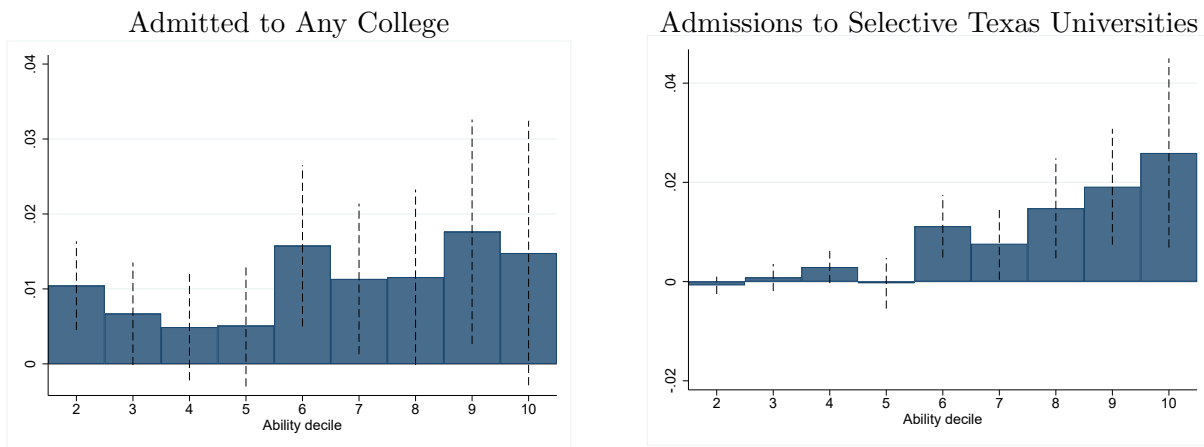 Admitted to Any College
.04
.03
.02
.01
0
2 3 4 5 6 7 8 9 10
Ability decile
Admissions to Selective Texas Universities
.04
.02
0
-.02
2 3 4 5 6 7 8 9 10
Ability decile